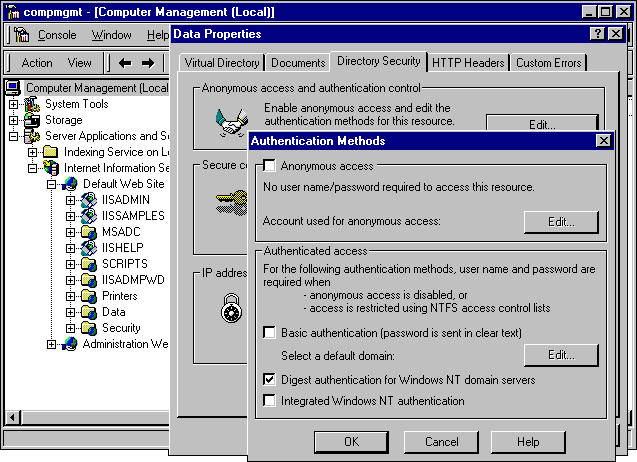 compmgmt - [Computer Management (Local)]
Console Window Help
Action View
Computer Management (Local
System Tools
Storage
Server Applications and S
Indexing Service on L
Internet Information Se
Default Web Site
IISADMIN
IISSAMPLES
MSADC
IISHELP
SCRIPTS
IISADMPWD
Printers
Data
Security
Administration We
Data Properties
Virtual Directory Documents Directory Security HTTP Headers Custom Errors
Anonymous access and authentication control
Enable anonymous access and edit the
authentication methods for this resource.
Edit...
Secure c
IP address
Authentication Methods
Anonymous access
No user name/password required to access this resource.
Account used for anonymous access: Edit...
Authenticated access
For the following authentication methods, user name and password are
required when
- anonymous access is disabled, or
- access is restricted using NTFS access control lists
Basic authentication (password is sent in clear text)
Select a default domain: Edit...
Digest authentication for Windows NT domain servers
Integrated Windows NT authentication
OK Cancel Help